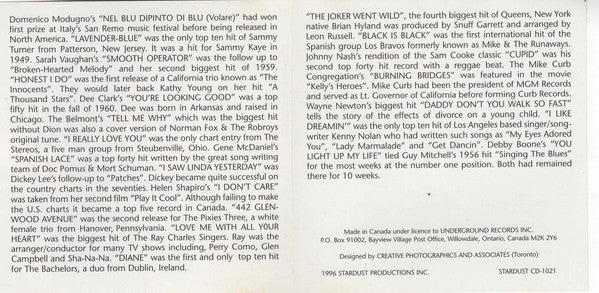 Domenico Modugno's "NEL BLU DIPINTO DI BLU (Volare)" had won
first prize at Italy's San Remo music festival before being released in
North America. "LAVENDER-BLUE" was the only top ten hit of Sammy
Turner from Patterson, New Jersey. It was a hit for Sammy Kaye in
1949. Sarah Vaughan's "SMOOTH OPERATOR" was the follow up to
"Broken-Hearted Melody" and her second biggest hit of 1959.
"HONEST I DO" was the first release of a California trio known as "The
Innocents". They would later back Kathy Young on her hit "A
Thousand Stars". Dee Clark's "YOU'RE LOOKING GOOD" was a top
fifty hit in the fall of 1960. Dee was born in Arkansas and raised in
Chicago. The Belmont's "TELL ME WHY" which was the biggest hit
without Dion was also a cover version of Norman Fox & The Robroys
original tune. "I REALLY LOVE YOU" was the only chart entry from The
Stereos, a five man group from Steubenville, Ohio. Gene McDaniel's
"SPANISH LACE" was a top forty hit written by the great song writing
team of Doc Pomus & Mort Schuman. "I SAW LINDA YESTERDAY" was
Dickey Lee's follow-up to "Patches". Dickey became quite successful on
the country charts in the seventies. Helen Shapiro's "I DON'T CARE"
was taken from her second film "Play It Cool". Although failing to make
the U.S. charts it became a top five record in Canada. "442 GLEN-
WOOD AVENUE" was the second release for The Pixies Three, a white
female trio from Hanover, Pennsylvania. "LOVE ME WITH ALL YOUR
HEART" was the biggest hit of The Ray Charles Singers. Ray was the
arranger/conductor for many TV shows including, Perry Como, Glen
Campbell and Sha-Na-Na. "DIANE" was the first and only top ten hit
for The Bachelors, a duo from Dublin, Ireland.
"THE JOKER WENT WILD", the fourth biggest hit of Queens, New York
native Brian Hyland was produced by Snuff Garrett and arranged by
Leon Russell. "BLACK IS BLACK" was the first international hit of the
Spanish group Los Bravos formerly known as Mike & The Runaways.
Johnny Nash's rendition of the Sam Cooke classic "CUPID" was his
second top forty hit record with a reggae beat. The Mike Curb
Congregation's "BURNING BRIDGES" was featured in the movie
"Kelly's Heroes". Mike Curb had been the president of MGM Records
and served as Lt. Governor of California before forming Curb Records.
Wayne Newton's biggest hit "DADDY DON'T YOU WALK SO FAST"
tells the story of the effects of divorce on a young child. "I LIKE
DREAMIN'" was the only top ten hit of Los Angeles based singer/song-
writer Kenny Nolan who had written such songs as "My Eyes Adored
You", "Lady Marmalade" and "Get Dancin". Debby Boone's "YOU
LIGHT UP MY LIFE" tied Guy Mitchell's 1956 hit "Singing The Blues"
for the most weeks at the number one position. Both had remained
there for 10 weeks.
Made in Canada under licence to UNDERGROUND RECORDS INC.
P.O. Box 91002, Bayview Village Post Office, Willowdale, Ontario, Canada M2K 2Y6
Designed by CREATIVE PHOTOGRAPHICS AND ASSOCIATES (Toronto)
1996 STARDUST PRODUCTIONS INC. STARDUST CD-1021